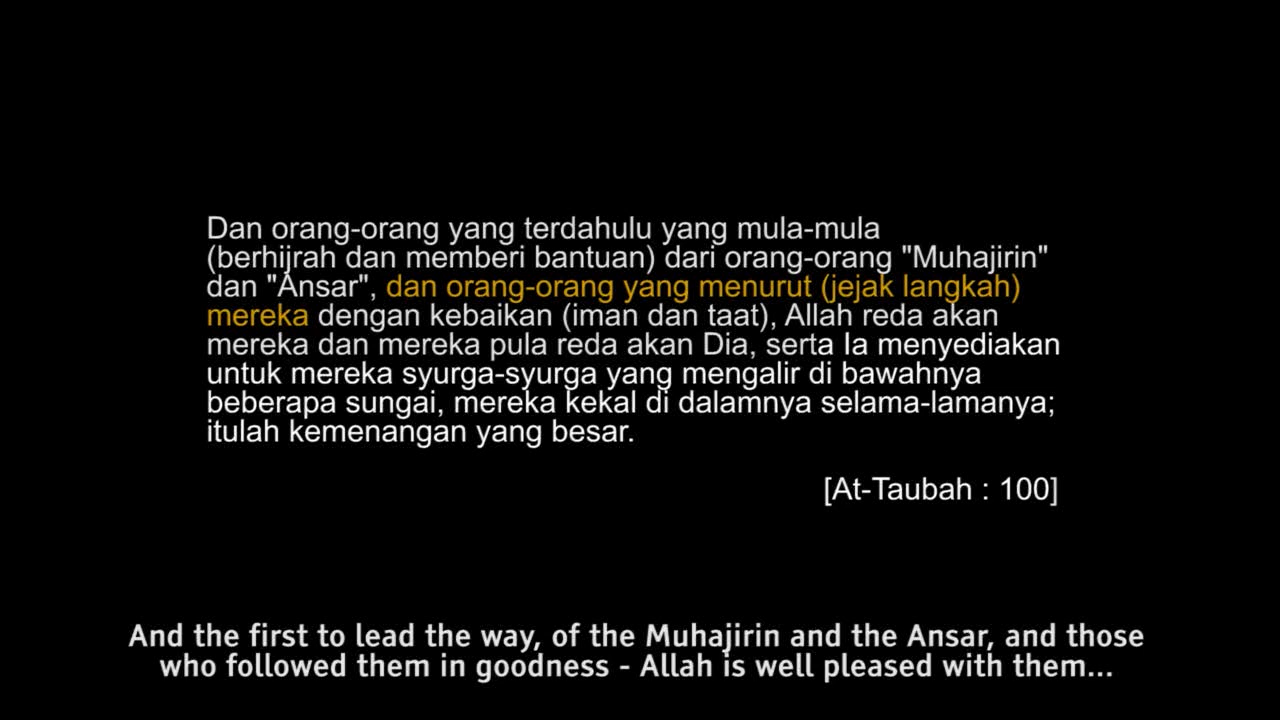 Dan orang-orang yang terdahulu yang mula-mula
(berhijrah dan memberi bantuan) dari orang-orang "Muhajirin"
dan "Ansar", dan orang-orang yang menurut (jejak langkah)
mereka dengan kebaikan (iman dan taat), Allah reda akan
mereka dan mereka pula reda akan Dia, serta Ia menyediakan
untuk mereka syurga-syurga yang mengalir di bawahnya
beberapa sungai, mereka kekal di dalamnya selama-lamanya;
itulah kemenangan yang besar.
[At-Taubah : 100]
And the first to lead the way, of the Muhajirin and the Ansar, and those
who followed them in goodness - Allah is well pleased with them...